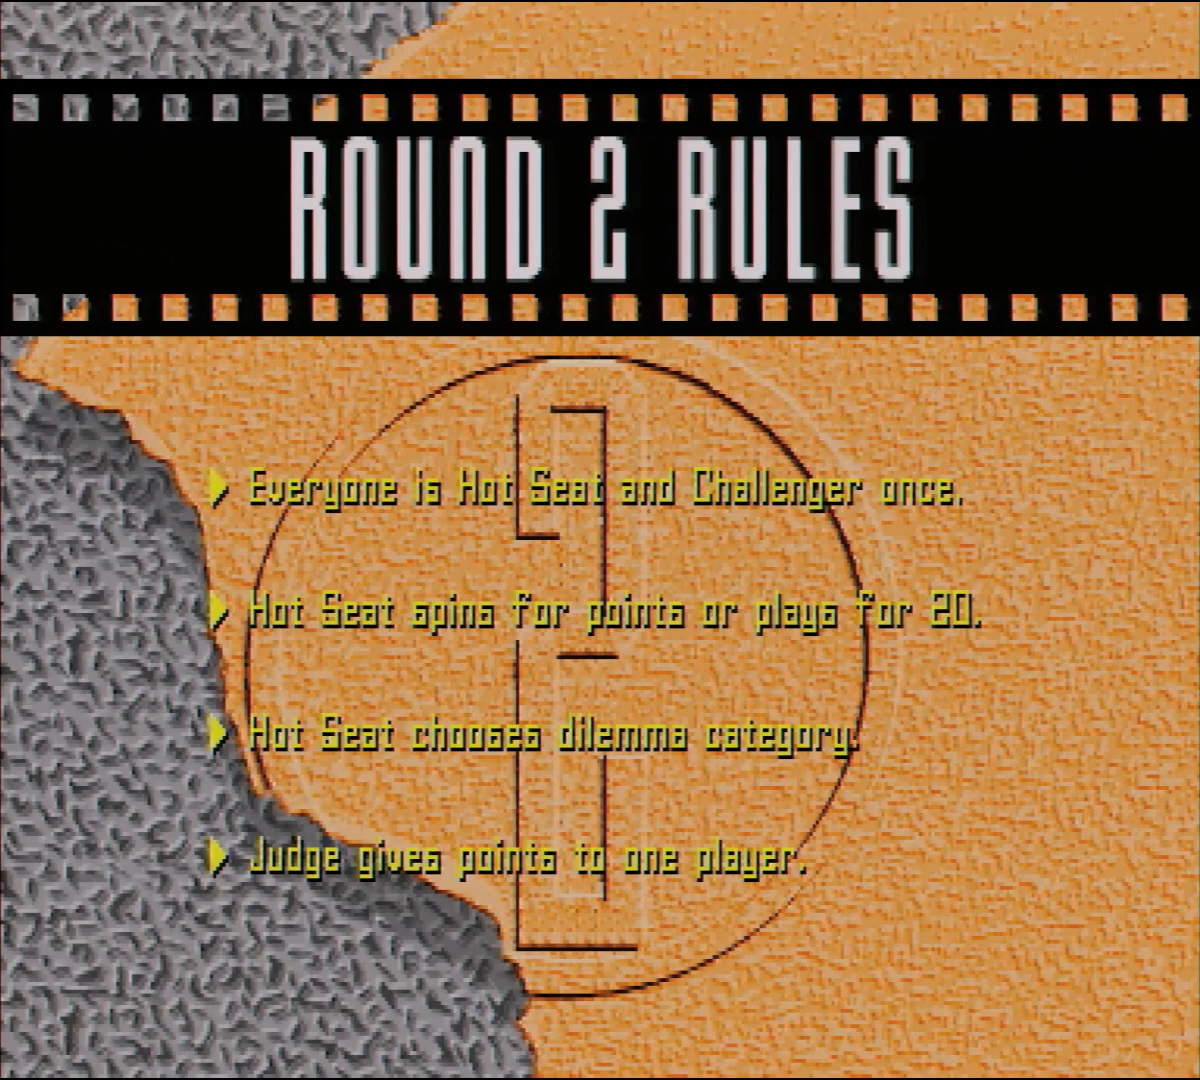 ROUND 2 RULES
Everyone is Hot Seat and Challenger once.
Hot Seat spins for points or plays for 20.
Hot Seat chooses dilemma category.
Judge gives points to one player.